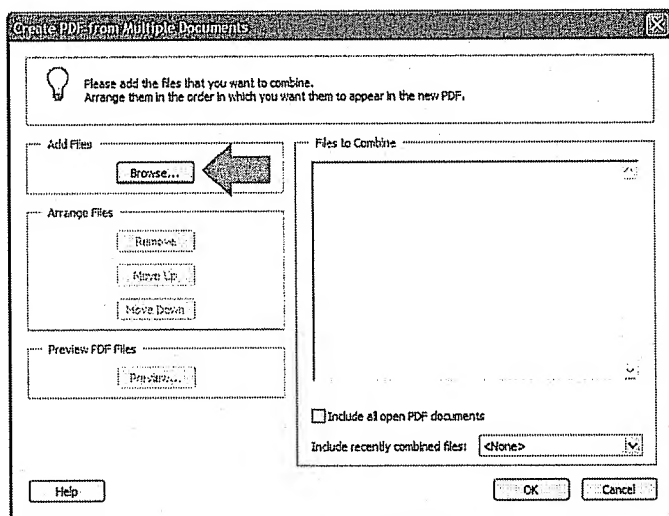 Create PDF from Multiple Documents
Please add the files that you want to combine.
Arrange them in the order in which you want them to appear in the new PDF.
Add Files
Browse...
Arrange Files
Remove
Move Up
Move Down
Preview PDF Files
Preview...
Files to Combine
Include all open PDF documents
Include recently combined files: <None>
Help
OK
Cancel